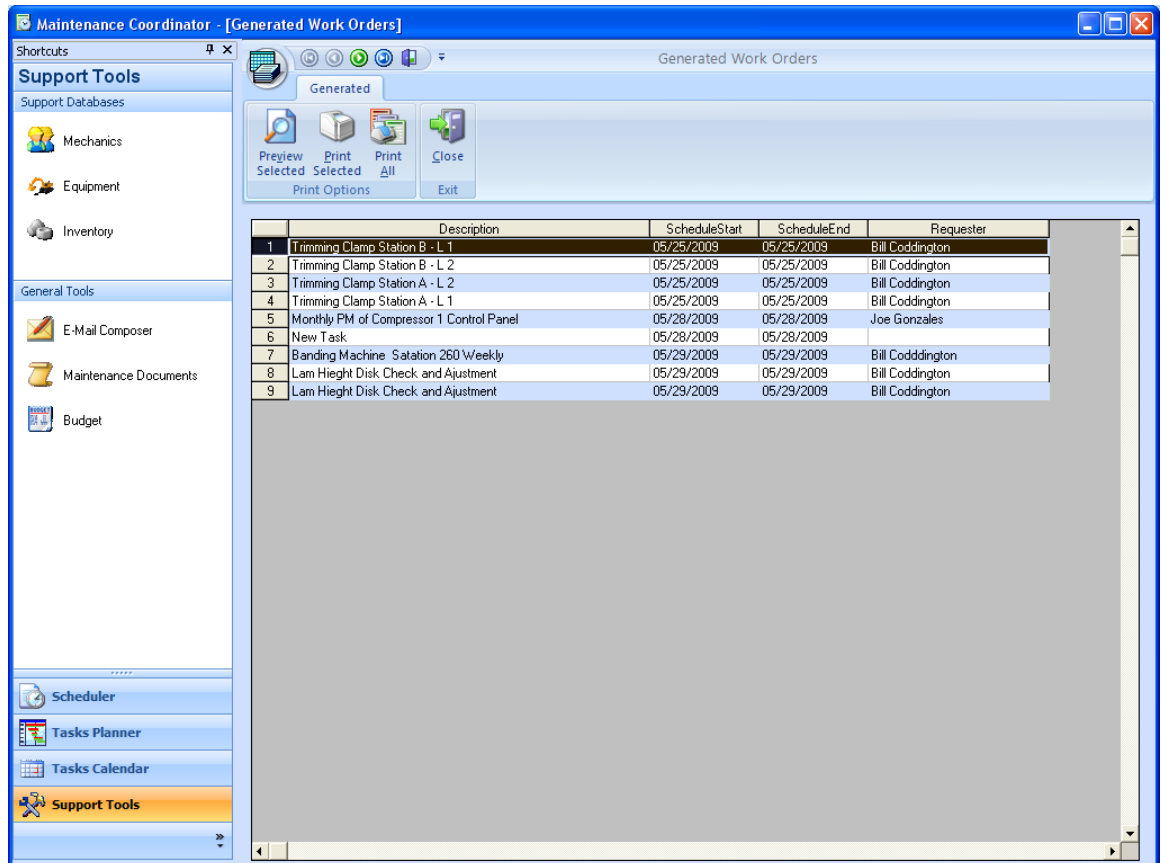 Maintenance Coordinator - [Generated Work Orders]
Shortcuts
Support Tools
Support Databases
Mechanics
Equipment
Inventory
General Tools
E-Mail Composer
Maintenance Documents
BUDGET
Budget
Scheduler
Tasks Planner
Tasks Calendar
Support Tools
Generated Work Orders
Generated
Preview Selected
Print Selected
Print All
Close
Print Options
Exit
Description ScheduleStart ScheduleEnd Requester
1 Trimming Clamp Station B - L 1 05/25/2009 05/25/2009 Bill Coddington
2 Trimming Clamp Station B - L 2 05/25/2009 05/25/2009 Bill Coddington
3 Trimming Clamp Station A - L 2 05/25/2009 05/25/2009 Bill Coddington
4 Trimming Clamp Station A - L 1 05/25/2009 05/25/2009 Bill Coddington
5 Monthly PM of Compressor 1 Control Panel 05/28/2009 05/28/2009 Joe Gonzales
6 New Task 05/28/2009 05/28/2009
7 Banding Machine Satation 260 Weekly 05/29/2009 05/29/2009 Bill Codddington
8 Lam Hieght Disk Check and Ajustment 05/29/2009 05/29/2009 Bill Coddington
9 Lam Hieght Disk Check and Ajustment 05/29/2009 05/29/2009 Bill Coddington